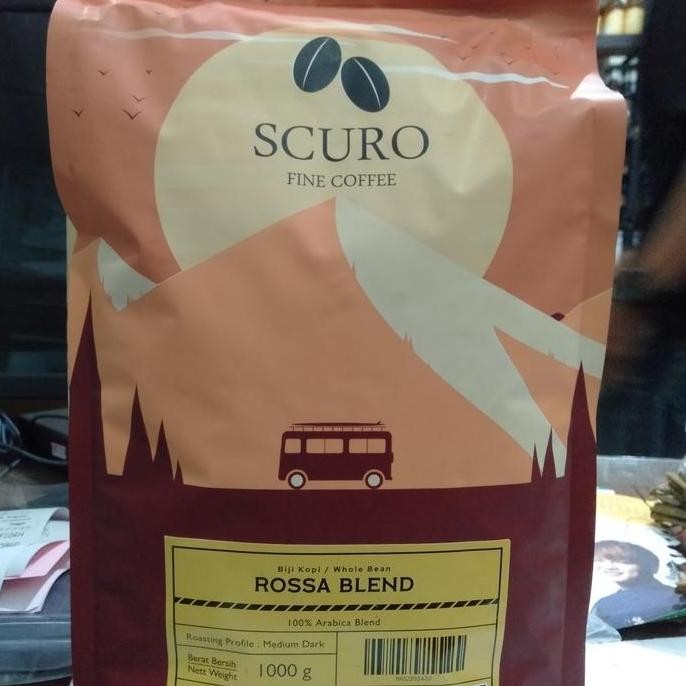 SCURO
FINE COFFEE
Biji Kopi / Whole Bean
ROSSA BLEND
100% Arabica Blend
Roasting Profile : Medium Dark
Berat Bersih
Nett Weight
1000 g